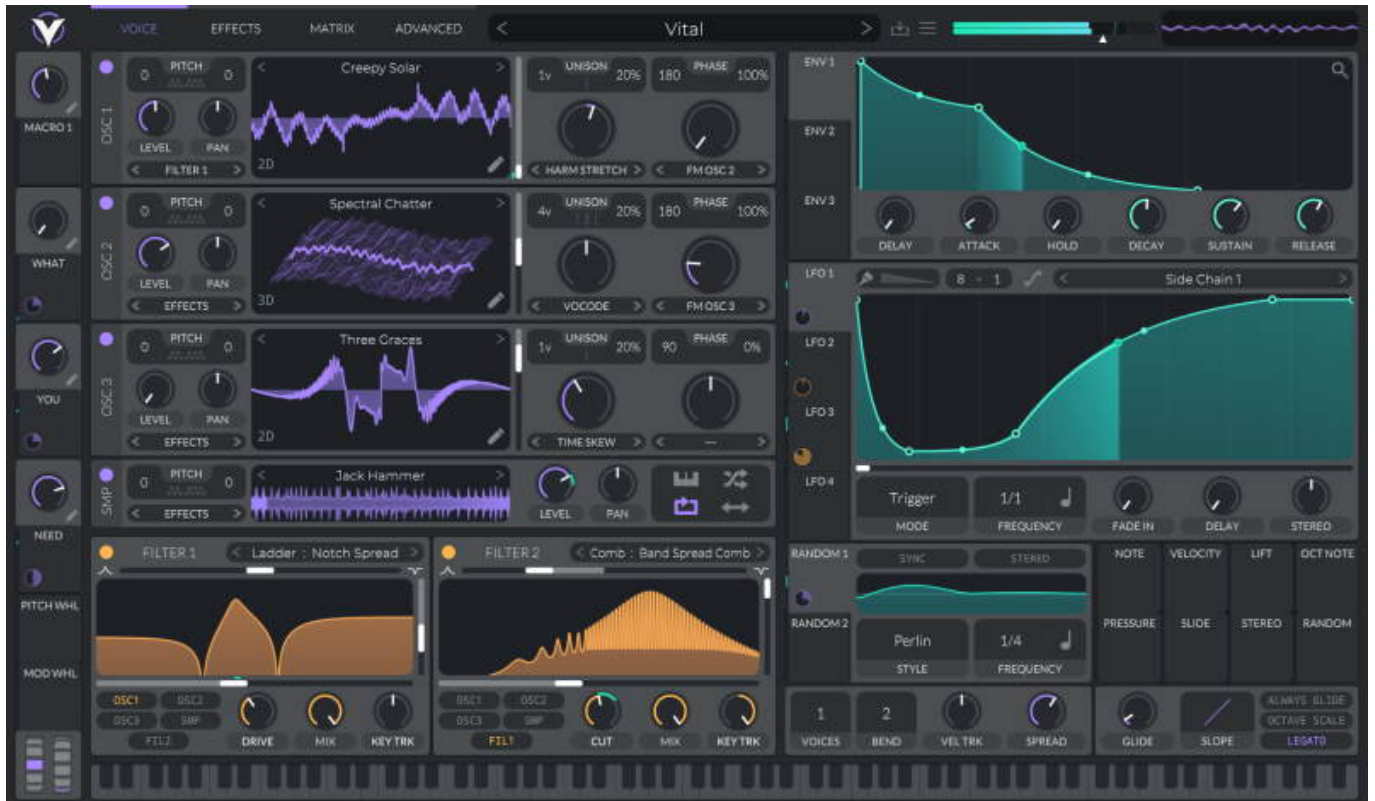 VOICE EFFECTS MATRIX ADVANCED < Vital >
MACRO 1
WHAT
YOU
NEED
PITCH WHL
MOD WHL
OSC 1
0 PITCH 0
LEVEL PAN
< FILTER 1 >
< Creepy Solar >
2D
1v UNISON 20%
180 PHASE 100%
< HARM STRETCH > < FM OSC 2 >
OSC 2
0 PITCH 0
LEVEL PAN
< EFFECTS >
< Spectral Chatter >
3D
4v UNISON 20%
180 PHASE 100%
< VOCODE > < FM OSC 3 >
OSC 3
0 PITCH 0
LEVEL PAN
< EFFECTS >
< Three Graces >
2D
1v UNISON 20%
90 PHASE 0%
< TIME SKEW > < --- >
SMP
0 PITCH 0
< EFFECTS >
< Jack Hammer >
LEVEL PAN
FILTER 1 < Ladder : Notch Spread >
OSC1 OSC2
OSC3 SMP
FIL2
DRIVE MIX KEY TRK
FILTER 2 < Comb : Band Spread Comb >
OSC1 OSC2
OSC3 SMP
FIL1
CUT MIX KEY TRK
ENV 1
ENV 2
ENV 3
DELAY ATTACK HOLD DECAY SUSTAIN RELEASE
LFO 1
LFO 2
LFO 3
LFO 4
8 - 1 < Side Chain 1 >
Trigger 1/1
MODE FREQUENCY FADE IN DELAY STEREO
RANDOM 1
RANDOM 2
SYNC STEREO
Perlin 1/4
STYLE FREQUENCY
NOTE VELOCITY LIFT OCT NOTE
PRESSURE SLIDE STEREO RANDOM
1 2
VOICES BEND VEL TRK SPREAD
GLIDE SLOPE
ALWAYS GLIDE
OCTAVE SCALE
LEGATO